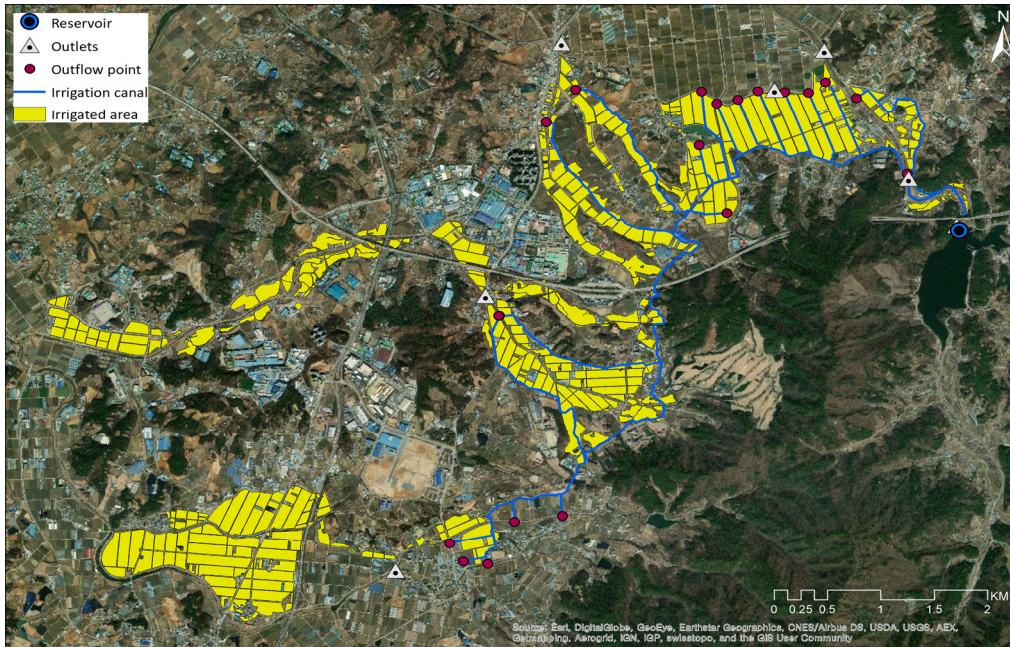 Reservoir
Outlets
Outflow point
Irrigation canal
Irrigated area
N
KM
0 0.25 0.5 1 1.5 2
Source: Esri, DigitalGlobe, GeoEye, Earthstar Geographics, CNES/Airbus DS, USDA, USGS, AEX,
Getmapping, Aerogrid, IGN, IGP, swisstopo, and the GIS User Community